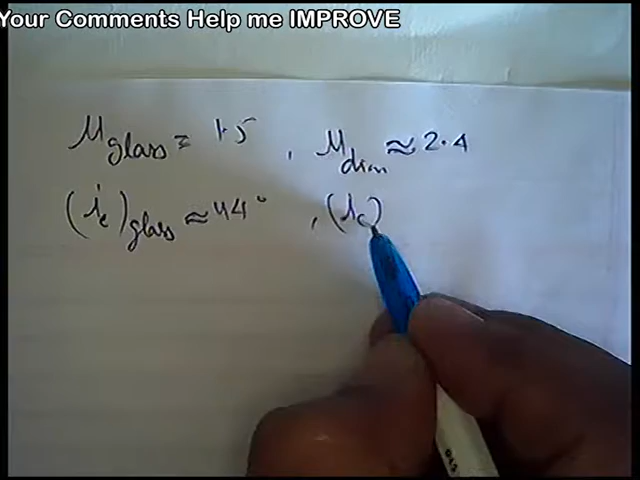 Your Comments Help me IMPROVE
μglass = 1.5 , μdim ≈ 2.4
(ic)glass ≈ 44° , (ic)